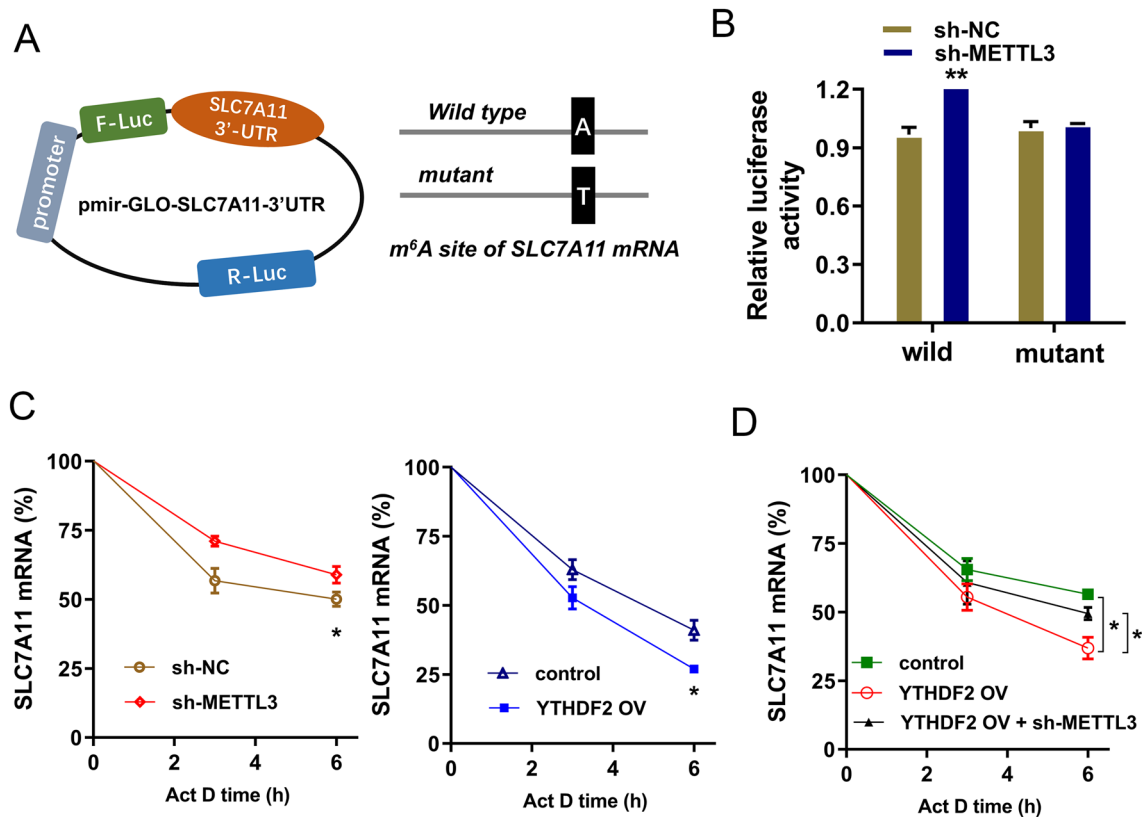 A
promoter
F-Luc
SLC7A11
3'-UTR
pmir-GLO-SLC7A11-3'UTR
R-Luc
Wild type
A
mutant
T
m⁶A site of SLC7A11 mRNA
B
sh-NC
sh-METTL3
**
Relative luciferase
activity
1.2
0.9
0.6
0.3
0.0
wild
mutant
C
SLC7A11 mRNA (%)
100
75
50
25
0
*
sh-NC
sh-METTL3
0
2
4
6
Act D time (h)
SLC7A11 mRNA (%)
100
75
50
25
0
control
YTHDF2 OV
*
0
2
4
6
Act D time (h)
D
SLC7A11 mRNA (%)
100
75
50
25
0
*
*
control
YTHDF2 OV
YTHDF2 OV + sh-METTL3
0
2
4
6
Act D time (h)